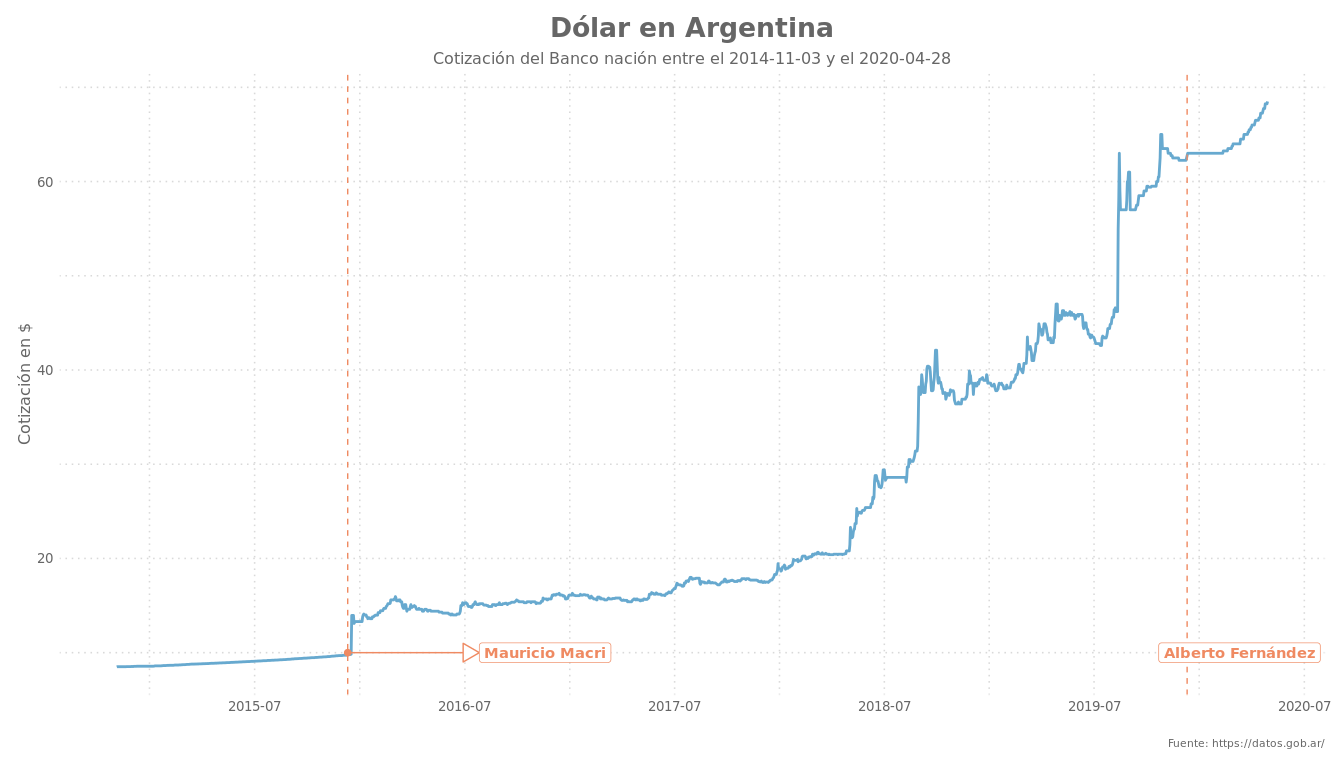 Dólar en Argentina
Cotización del Banco nación entre el 2014-11-03 y el 2020-04-28
Cotización en $
60
40
20
Mauricio Macri
Alberto Fernández
2015-07
2016-07
2017-07
2018-07
2019-07
2020-07
Fuente: https://datos.gob.ar/